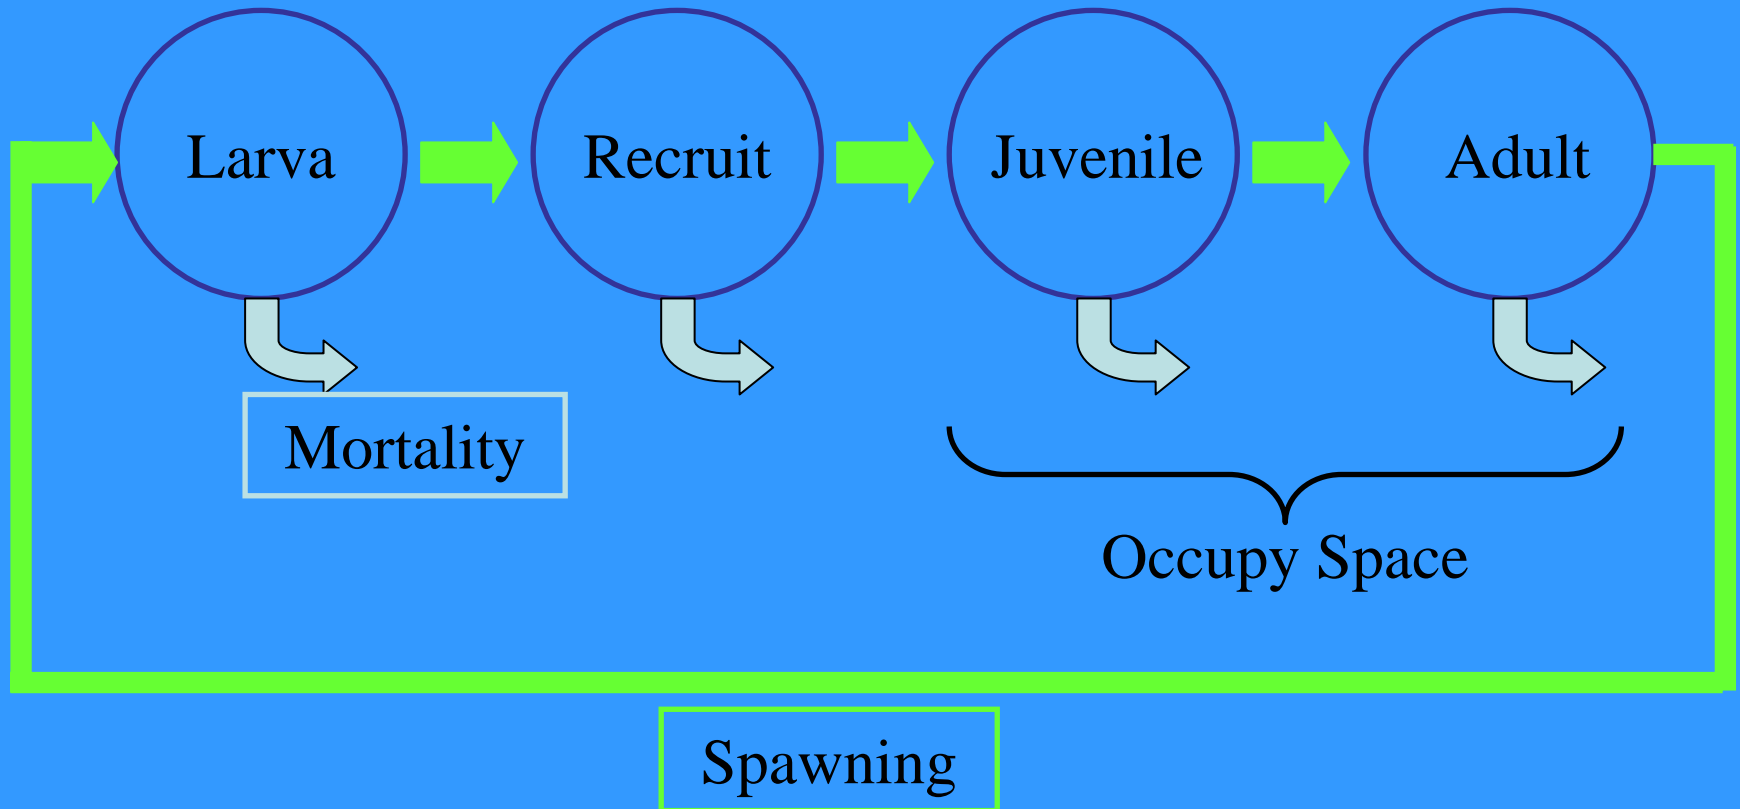 Larva
Recruit
Juvenile
Adult
Mortality
Occupy Space
Spawning